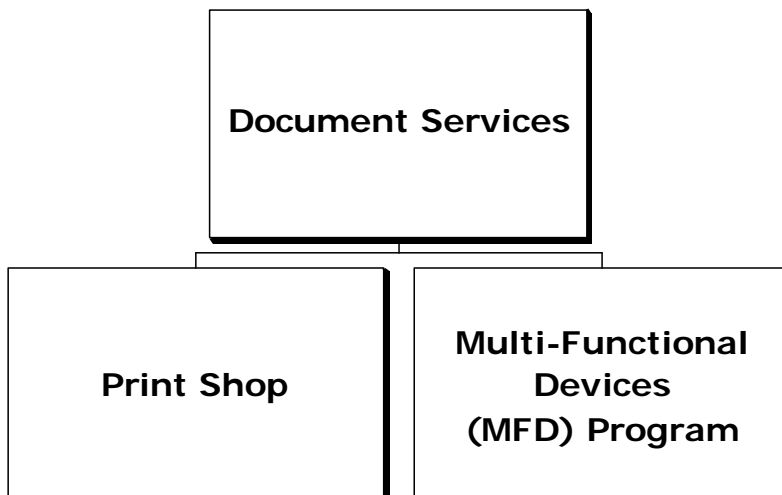 Document Services
Print Shop
Multi-Functional
Devices
(MFD) Program